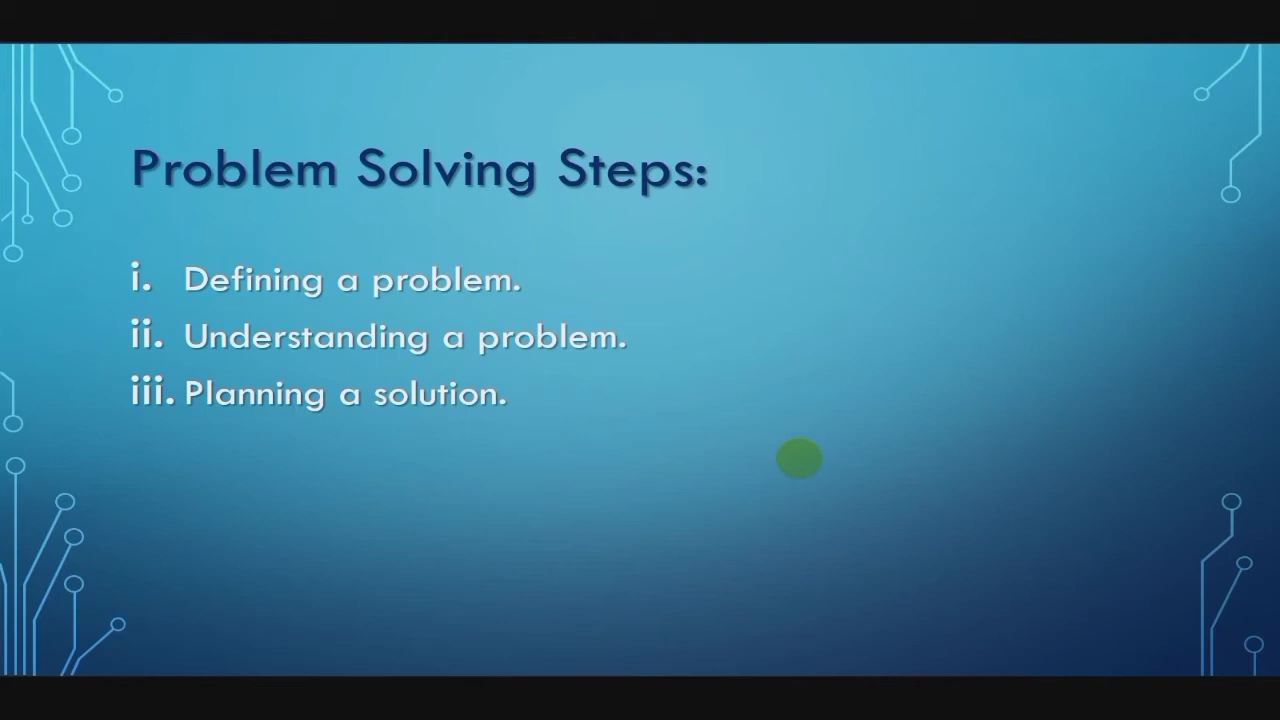 Problem Solving Steps:
i. Defining a problem.
ii. Understanding a problem.
iii. Planning a solution.